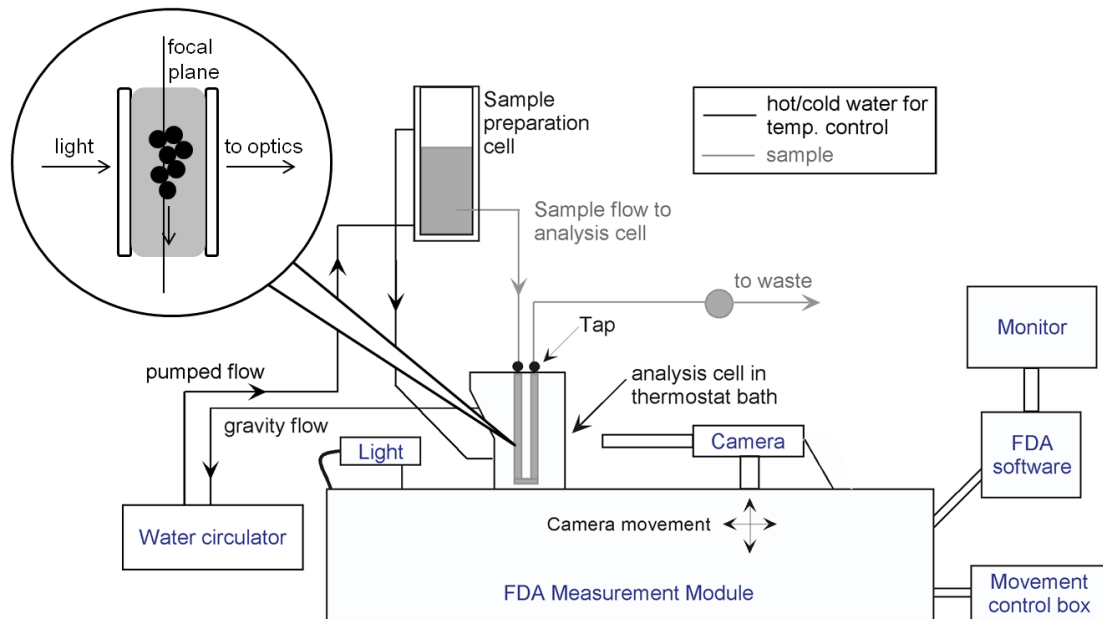 focal
plane
light
to optics
Sample
preparation
cell
hot/cold water for
temp. control
sample
Sample flow to
analysis cell
to waste
Tap
Monitor
pumped flow
analysis cell in
thermostat bath
gravity flow
Light
Camera
FDA
software
Water circulator
Camera movement
FDA Measurement Module
Movement
control box